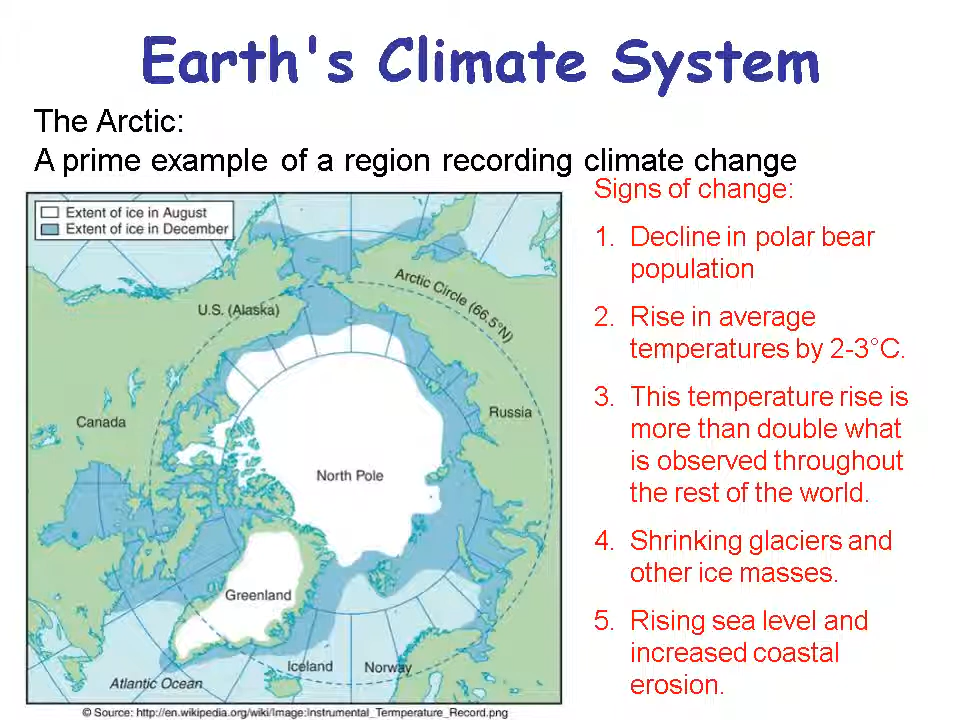 Earth's Climate System
The Arctic:
A prime example of a region recording climate change
Extent of ice in August
Extent of ice in December
Arctic Circle (66.5°N)
U.S. (Alaska)
Canada
Russia
North Pole
Greenland
Iceland
Norway
Atlantic Ocean
© Source: http://en.wikipedia.org/wiki/Image:Instrumental_Termperature_Record.png
Signs of change:
1. Decline in polar bear
population
2. Rise in average
temperatures by 2-3°C.
3. This temperature rise is
more than double what
is observed throughout
the rest of the world.
4. Shrinking glaciers and
other ice masses.
5. Rising sea level and
increased coastal
erosion.